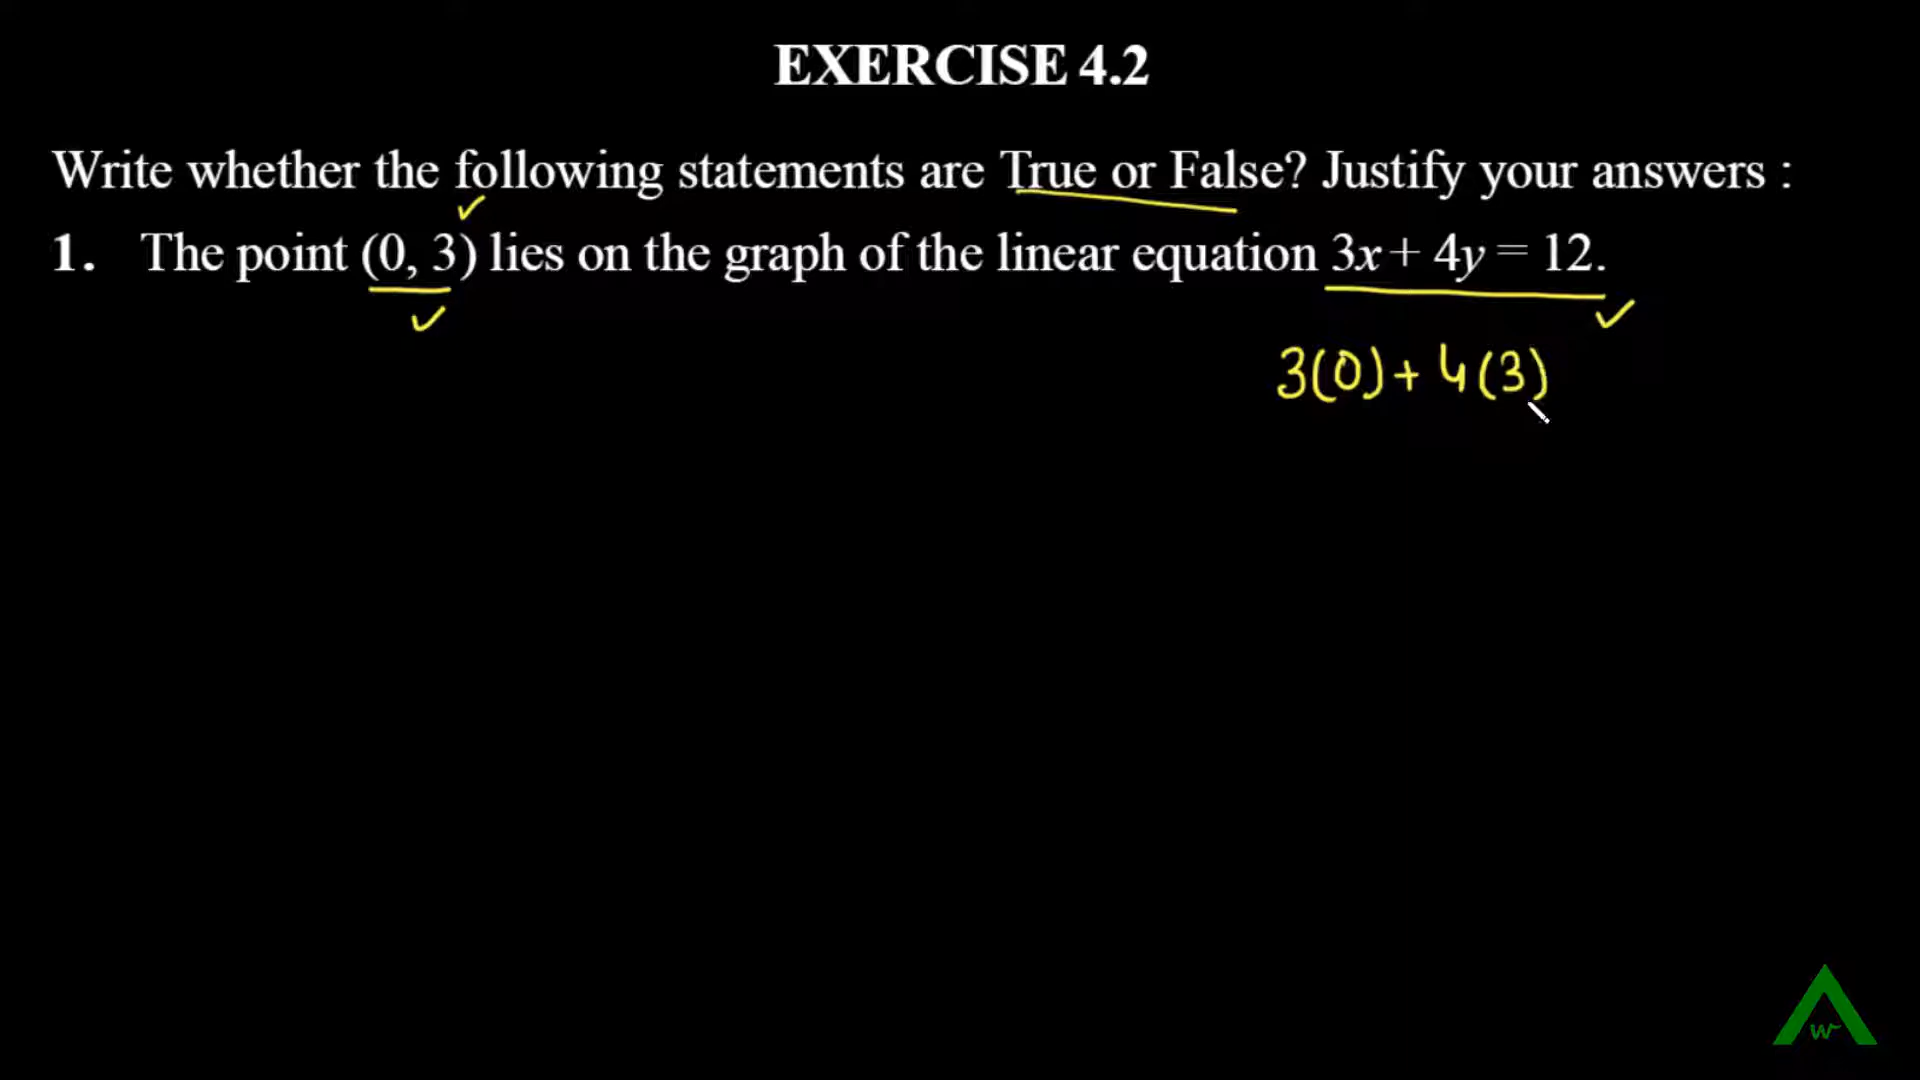 EXERCISE 4.2
Write whether the following statements are True or False? Justify your answers :
1. The point (0, 3) lies on the graph of the linear equation 3x + 4y = 12.
3(0) + 4(3)
W